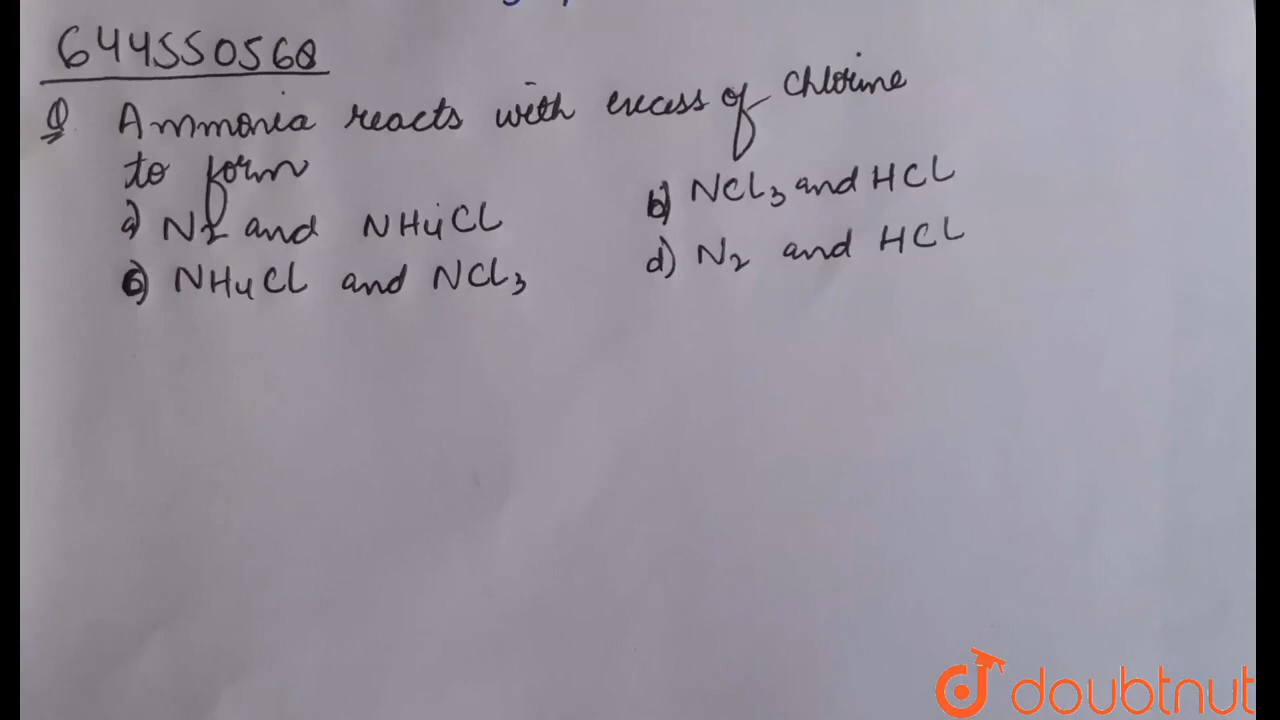 644550568
Q Ammonia reacts with excess of Chlorine
to form
a) N2 and NH4Cl
b) NCl3 and HCl
c) NH4Cl and NCl3
d) N2 and HCl
doubtnut